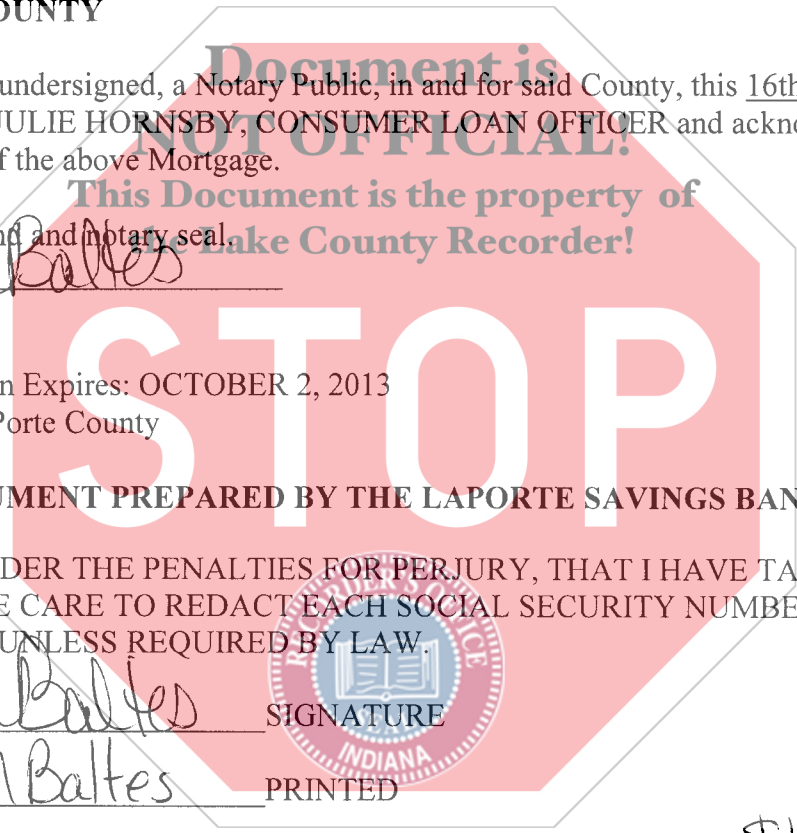 OUNTY
Document is
undersigned, a Notary Public, in and for said County, this 16th
NOT OFFICIAL!
JULIE HORNSBY, CONSUMER LOAN OFFICER and ackno
f the above Mortgage.
This Document is the property of
nd and notary seal.
the Lake County Recorder!
Baltes
STOP
n Expires: OCTOBER 2, 2013
Porte County
UMENT PREPARED BY THE LAPORTE SAVINGS BAN
DER THE PENALTIES FOR PERJURY, THAT I HAVE TA
E CARE TO REDACT EACH SOCIAL SECURITY NUMBE
UNLESS REQUIRED BY LAW.
RECORDER'S OFFICE
SEAL
INDIANA
Baltes SIGNATURE
Baltes PRINTED